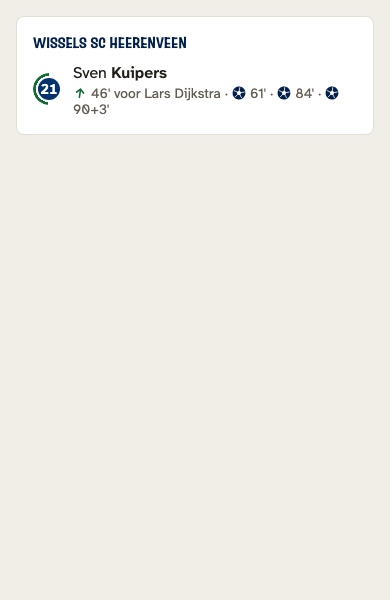 WISSELS SC HEERENVEEN
21
Sven Kuipers
↑ 46' voor Lars Dijkstra · 61' · 84' ·
90+3'